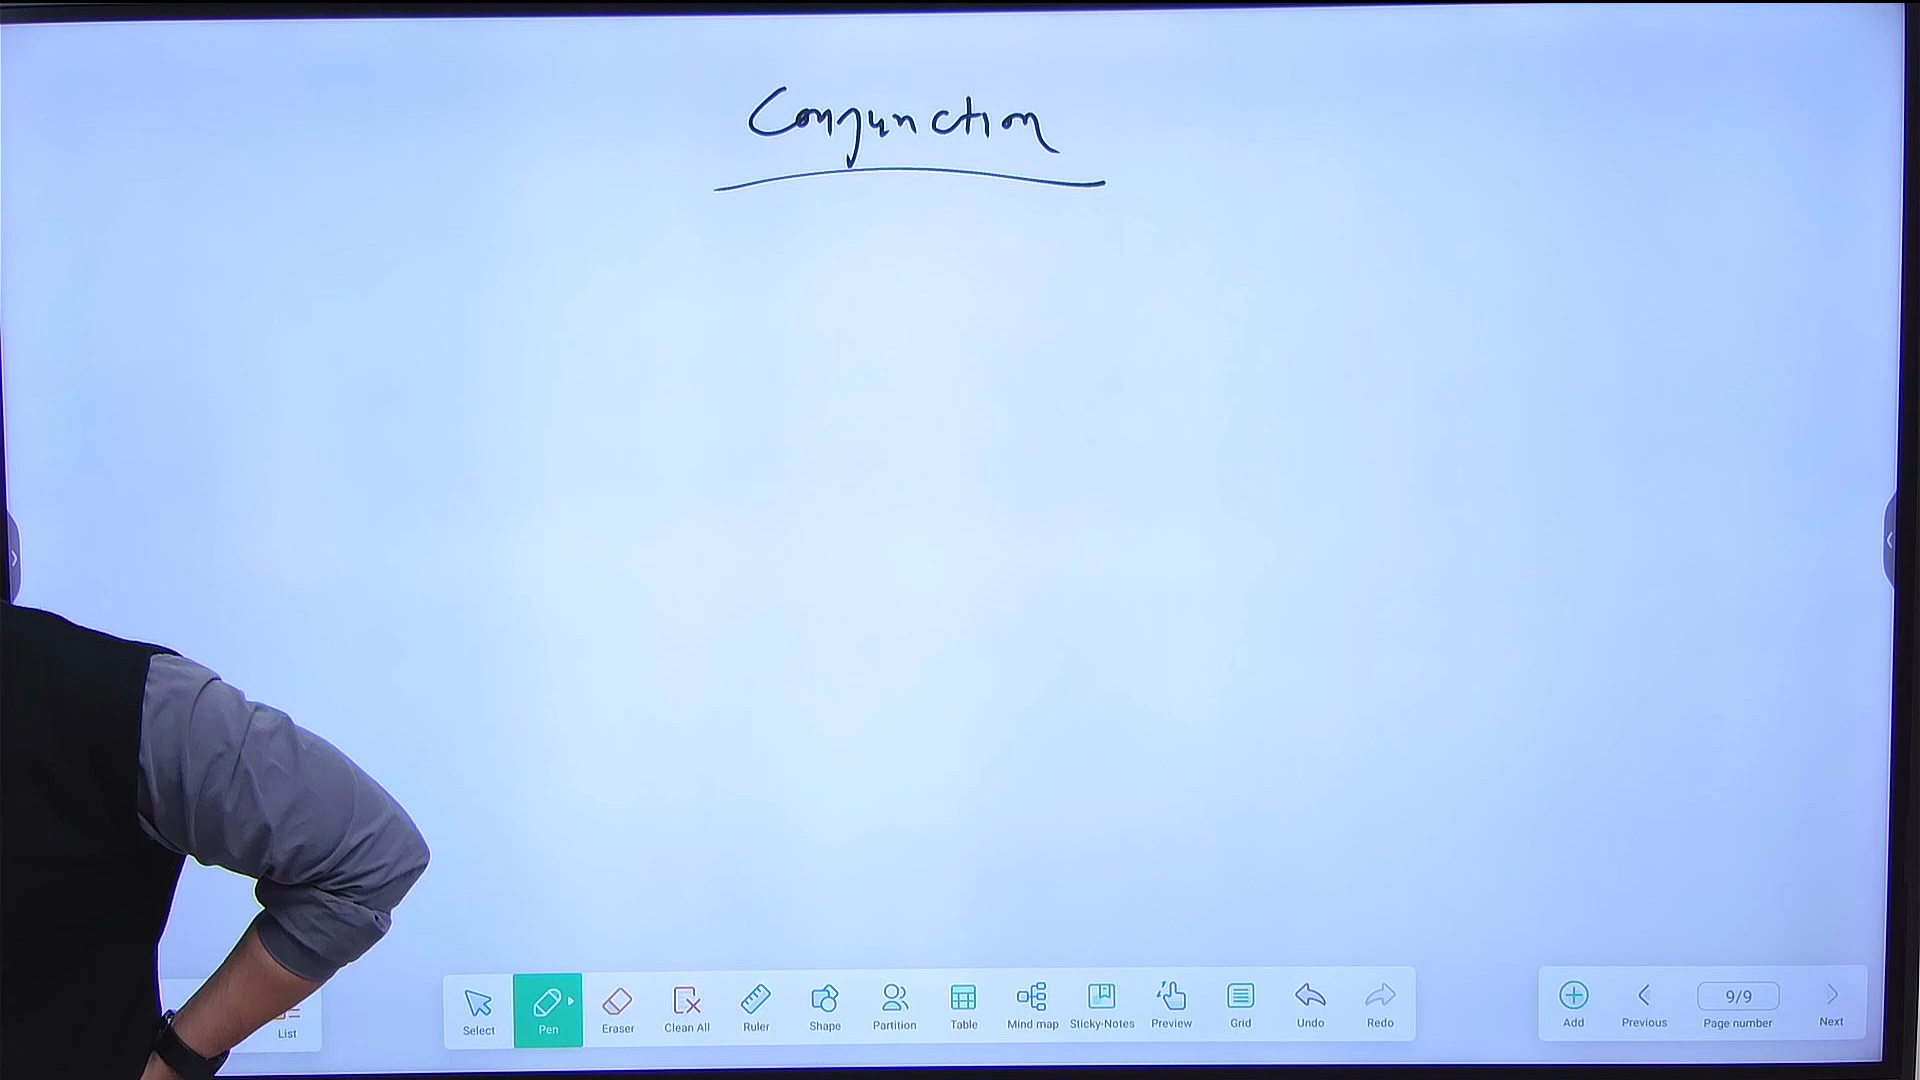 Conjunction
List
Select
Pen
Eraser
Clean All
Ruler
Shape
Partition
Table
Mind map
Sticky-Notes
Preview
Grid
Undo
Redo
Add
Previous
9/9
Page number
Next